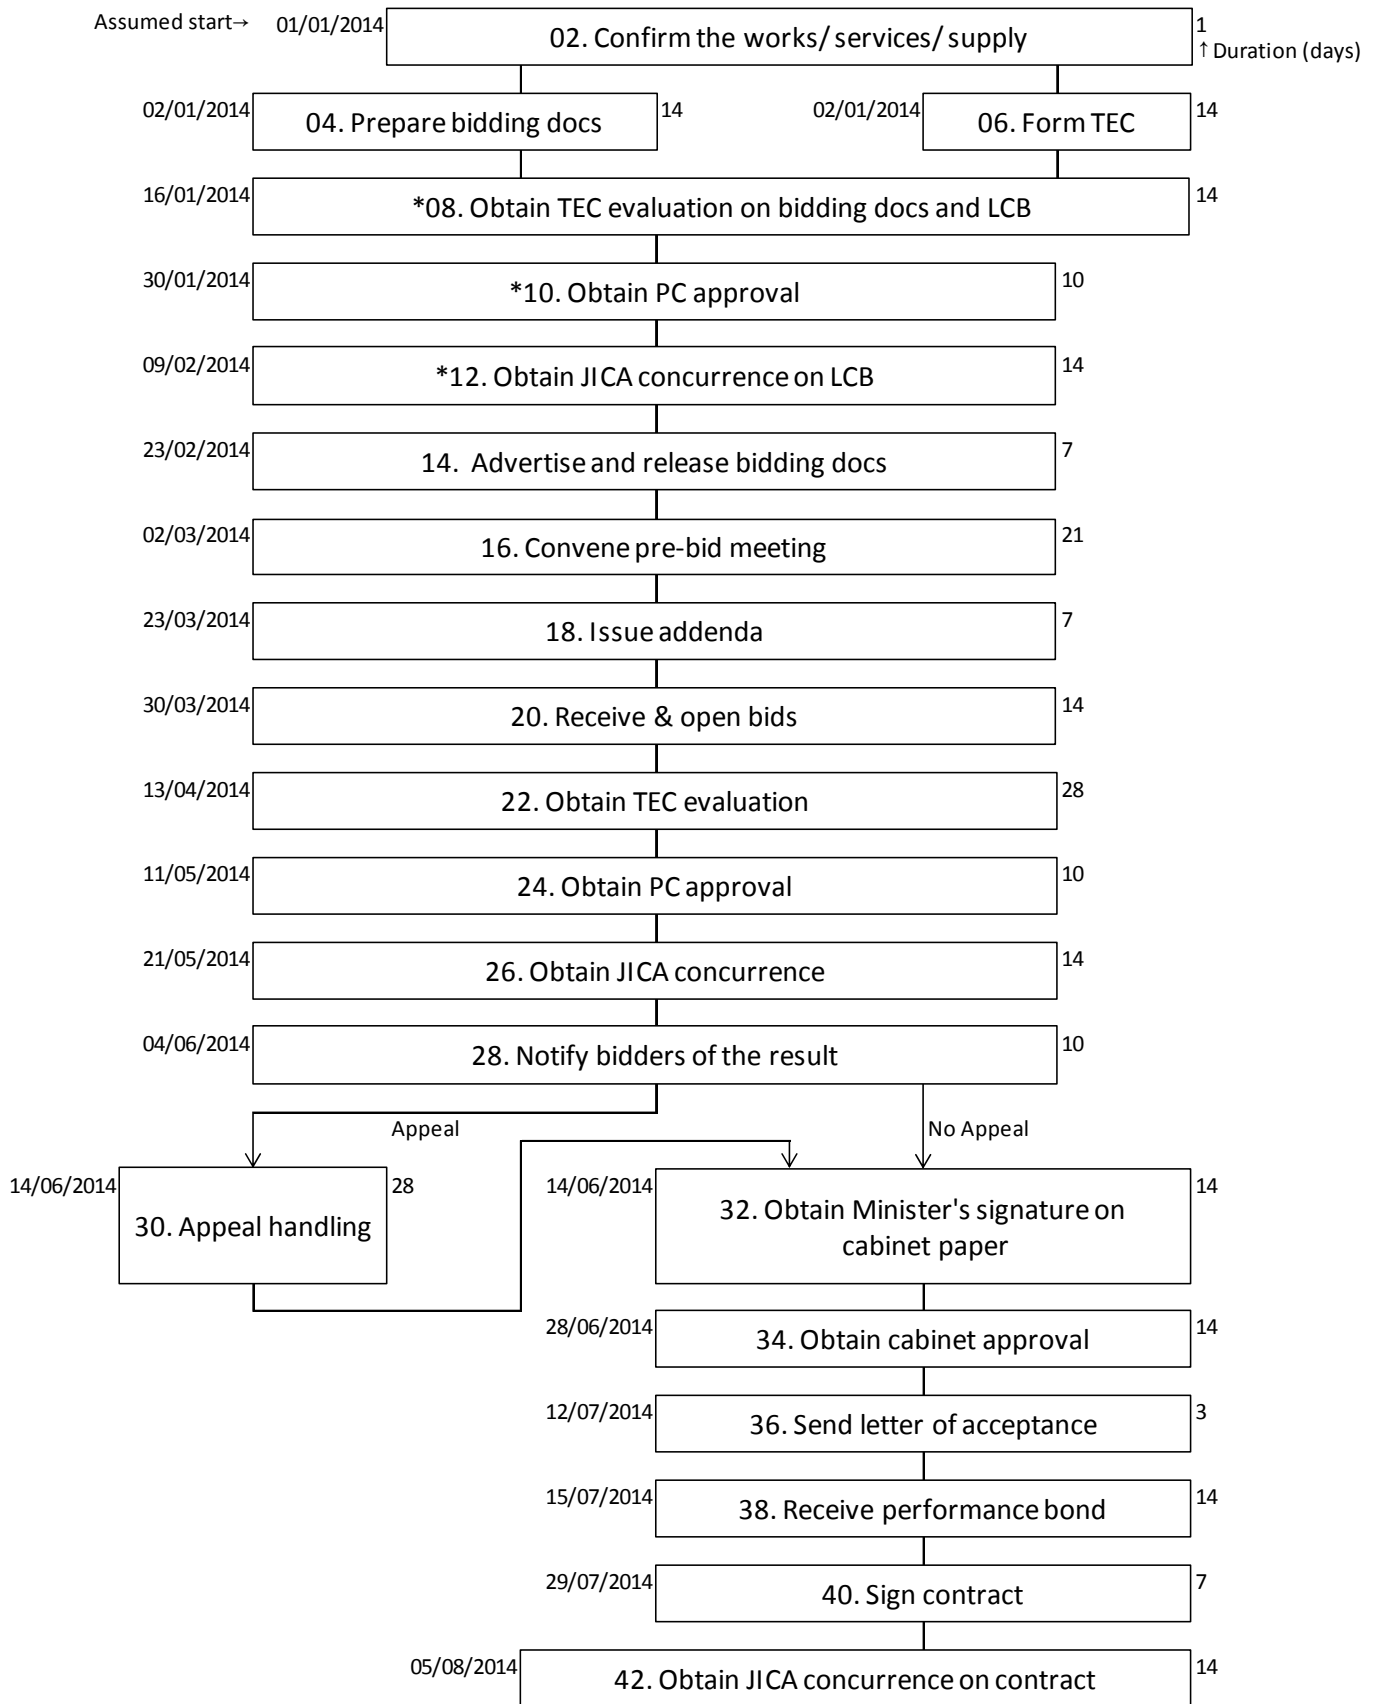 Assumed start→ 01/01/2014 02. Confirm the works/ services/ supply 1
↑ Duration (days)
02/01/2014 04. Prepare bidding docs 14 02/01/2014 06. Form TEC 14
16/01/2014 *08. Obtain TEC evaluation on bidding docs and LCB 14
30/01/2014 *10. Obtain PC approval 10
09/02/2014 *12. Obtain JICA concurrence on LCB 14
23/02/2014 14. Advertise and release bidding docs 7
02/03/2014 16. Convene pre-bid meeting 21
23/03/2014 18. Issue addenda 7
30/03/2014 20. Receive & open bids 14
13/04/2014 22. Obtain TEC evaluation 28
11/05/2014 24. Obtain PC approval 10
21/05/2014 26. Obtain JICA concurrence 14
04/06/2014 28. Notify bidders of the result 10
Appeal No Appeal
14/06/2014 30. Appeal handling 28
14/06/2014 32. Obtain Minister's signature on 14
cabinet paper
28/06/2014 34. Obtain cabinet approval 14
12/07/2014 36. Send letter of acceptance 3
15/07/2014 38. Receive performance bond 14
29/07/2014 40. Sign contract 7
05/08/2014 42. Obtain JICA concurrence on contract 14